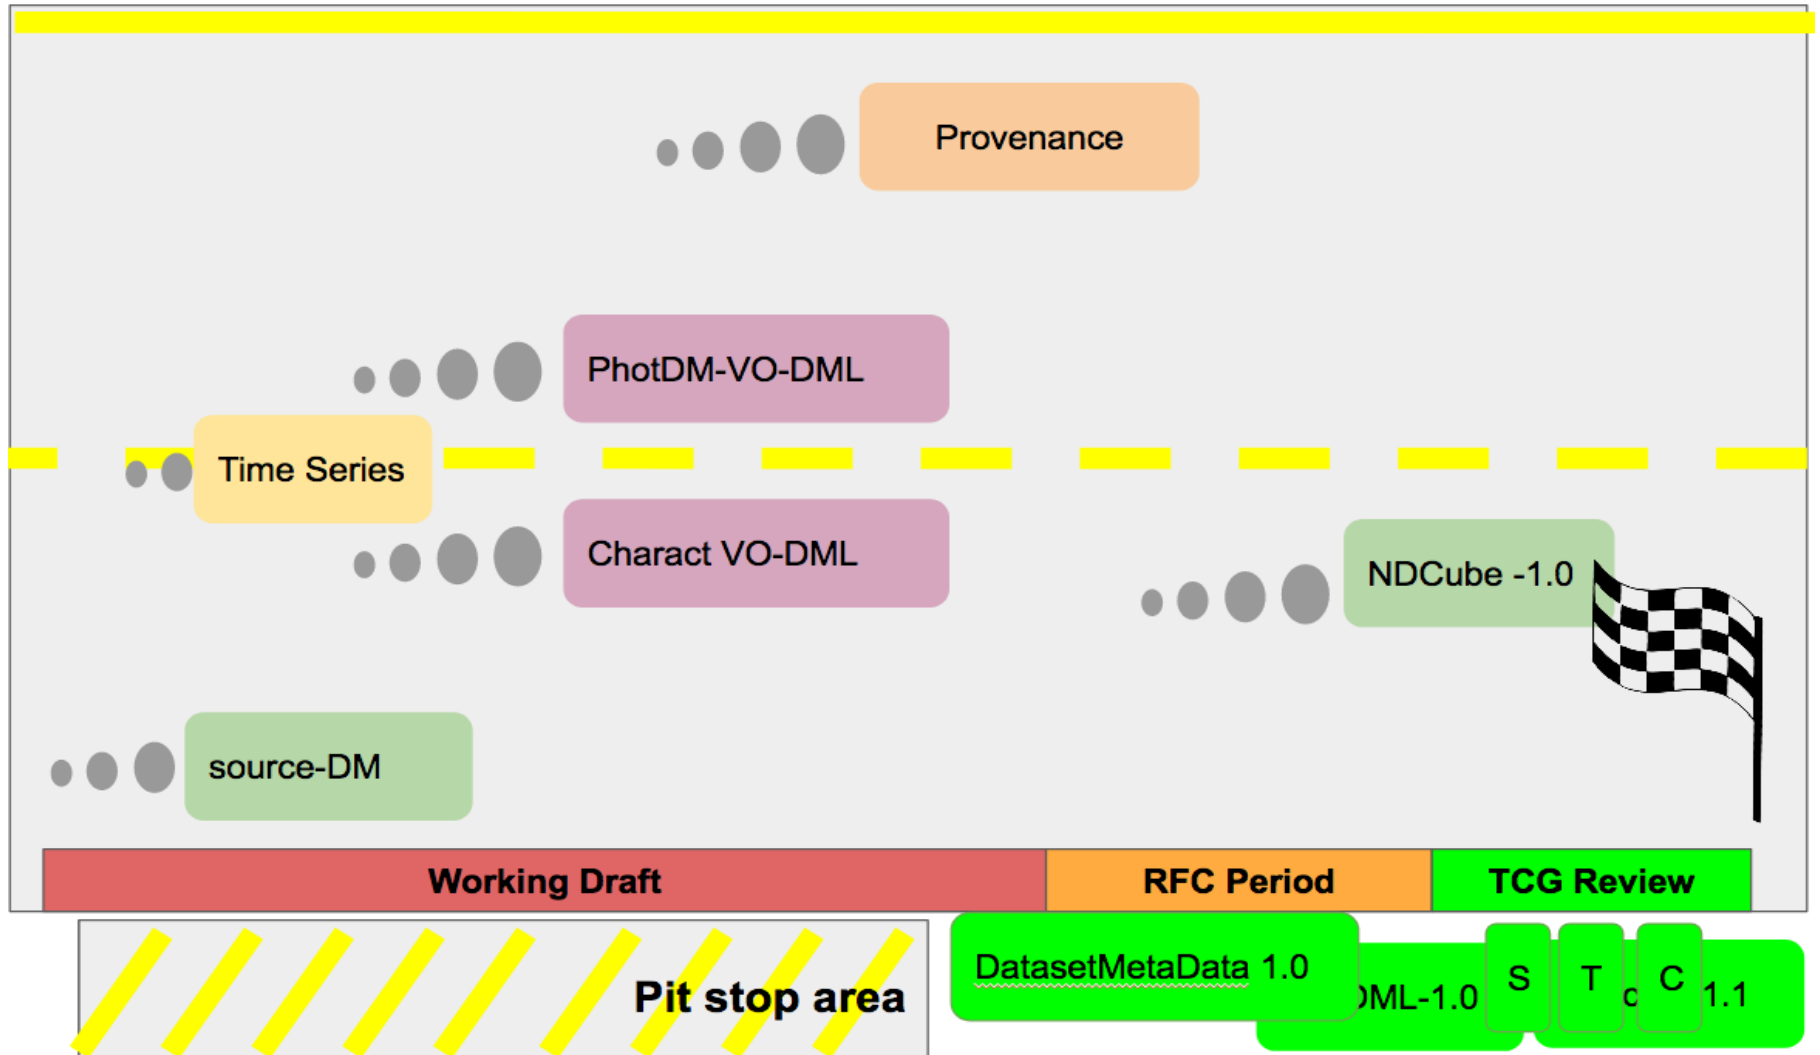 Provenance
PhotDM-VO-DML
Time Series
Charact VO-DML
NDCube -1.0
source-DM
Working Draft
RFC Period
TCG Review
DatasetMetaData 1.0
DML-1.0
S
T
C
1.1
Pit stop area